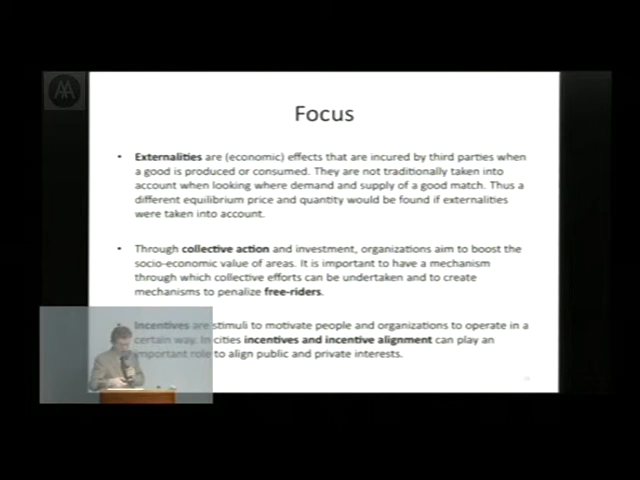 AA
Focus
• Externalities are (economic) effects that are incured by third parties when
a good is produced or consumed. They are not traditionally taken into
account when looking where demand and supply of a good match. Thus a
different equilibrium price and quantity would be found if externalities
were taken into account.
• Through collective action and investment, organizations aim to boost the
socio-economic value of areas. It is important to have a mechanism
through which collective efforts can be undertaken and to create
mechanisms to penalize free-riders.
Incentives are stimuli to motivate people and organizations to operate in a
certain way. In cities incentives and incentive alignment can play an
important role to align public and private interests.